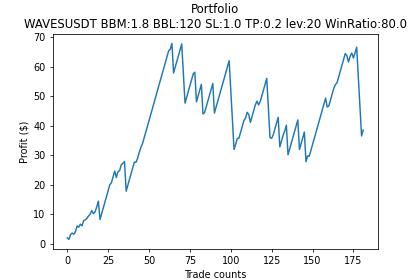 Portfolio
WAVESUSDT BBM:1.8 BBL:120 SL:1.0 TP:0.2 lev:20 WinRatio:80.0
70
60
50
40
30
20
10
0
Profit ($)
0 25 50 75 100 125 150 175
Trade counts